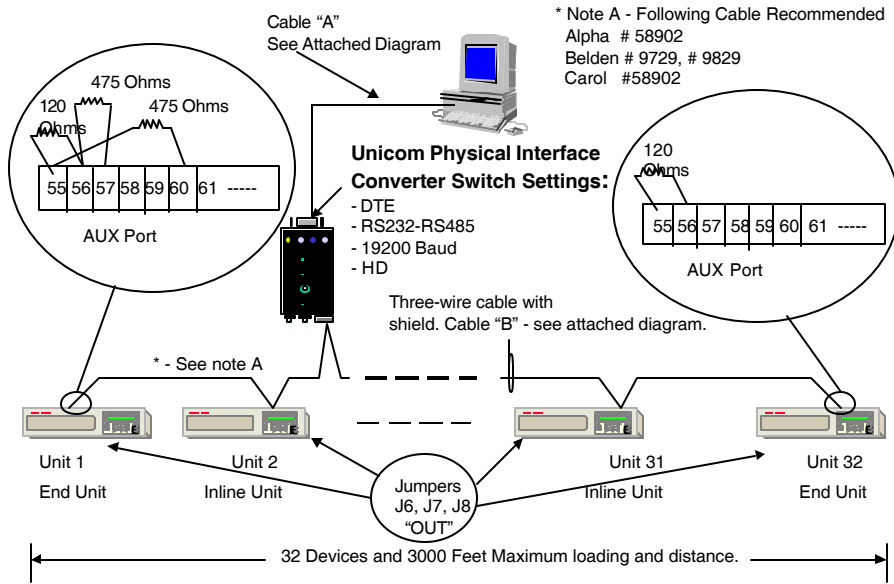 Cable “A”
See Attached Diagram
* Note A - Following Cable Recommended
Alpha # 58902
Belden # 9729, # 9829
Carol #58902
475 Ohms
120
Ohms
475 Ohms
55 56 57 58 59 60 61 -----
AUX Port
Unicom Physical Interface
Converter Switch Settings:
- DTE
- RS232-RS485
- 19200 Baud
- HD
120
Ohms
55 56 57 58 59 60 61 -----
AUX Port
Three-wire cable with
shield. Cable “B” - see attached diagram.
* - See note A
Unit 1
End Unit
Unit 2
Inline Unit
Unit 31
Inline Unit
Unit 32
End Unit
Jumpers
J6, J7, J8
“OUT”
32 Devices and 3000 Feet Maximum loading and distance.